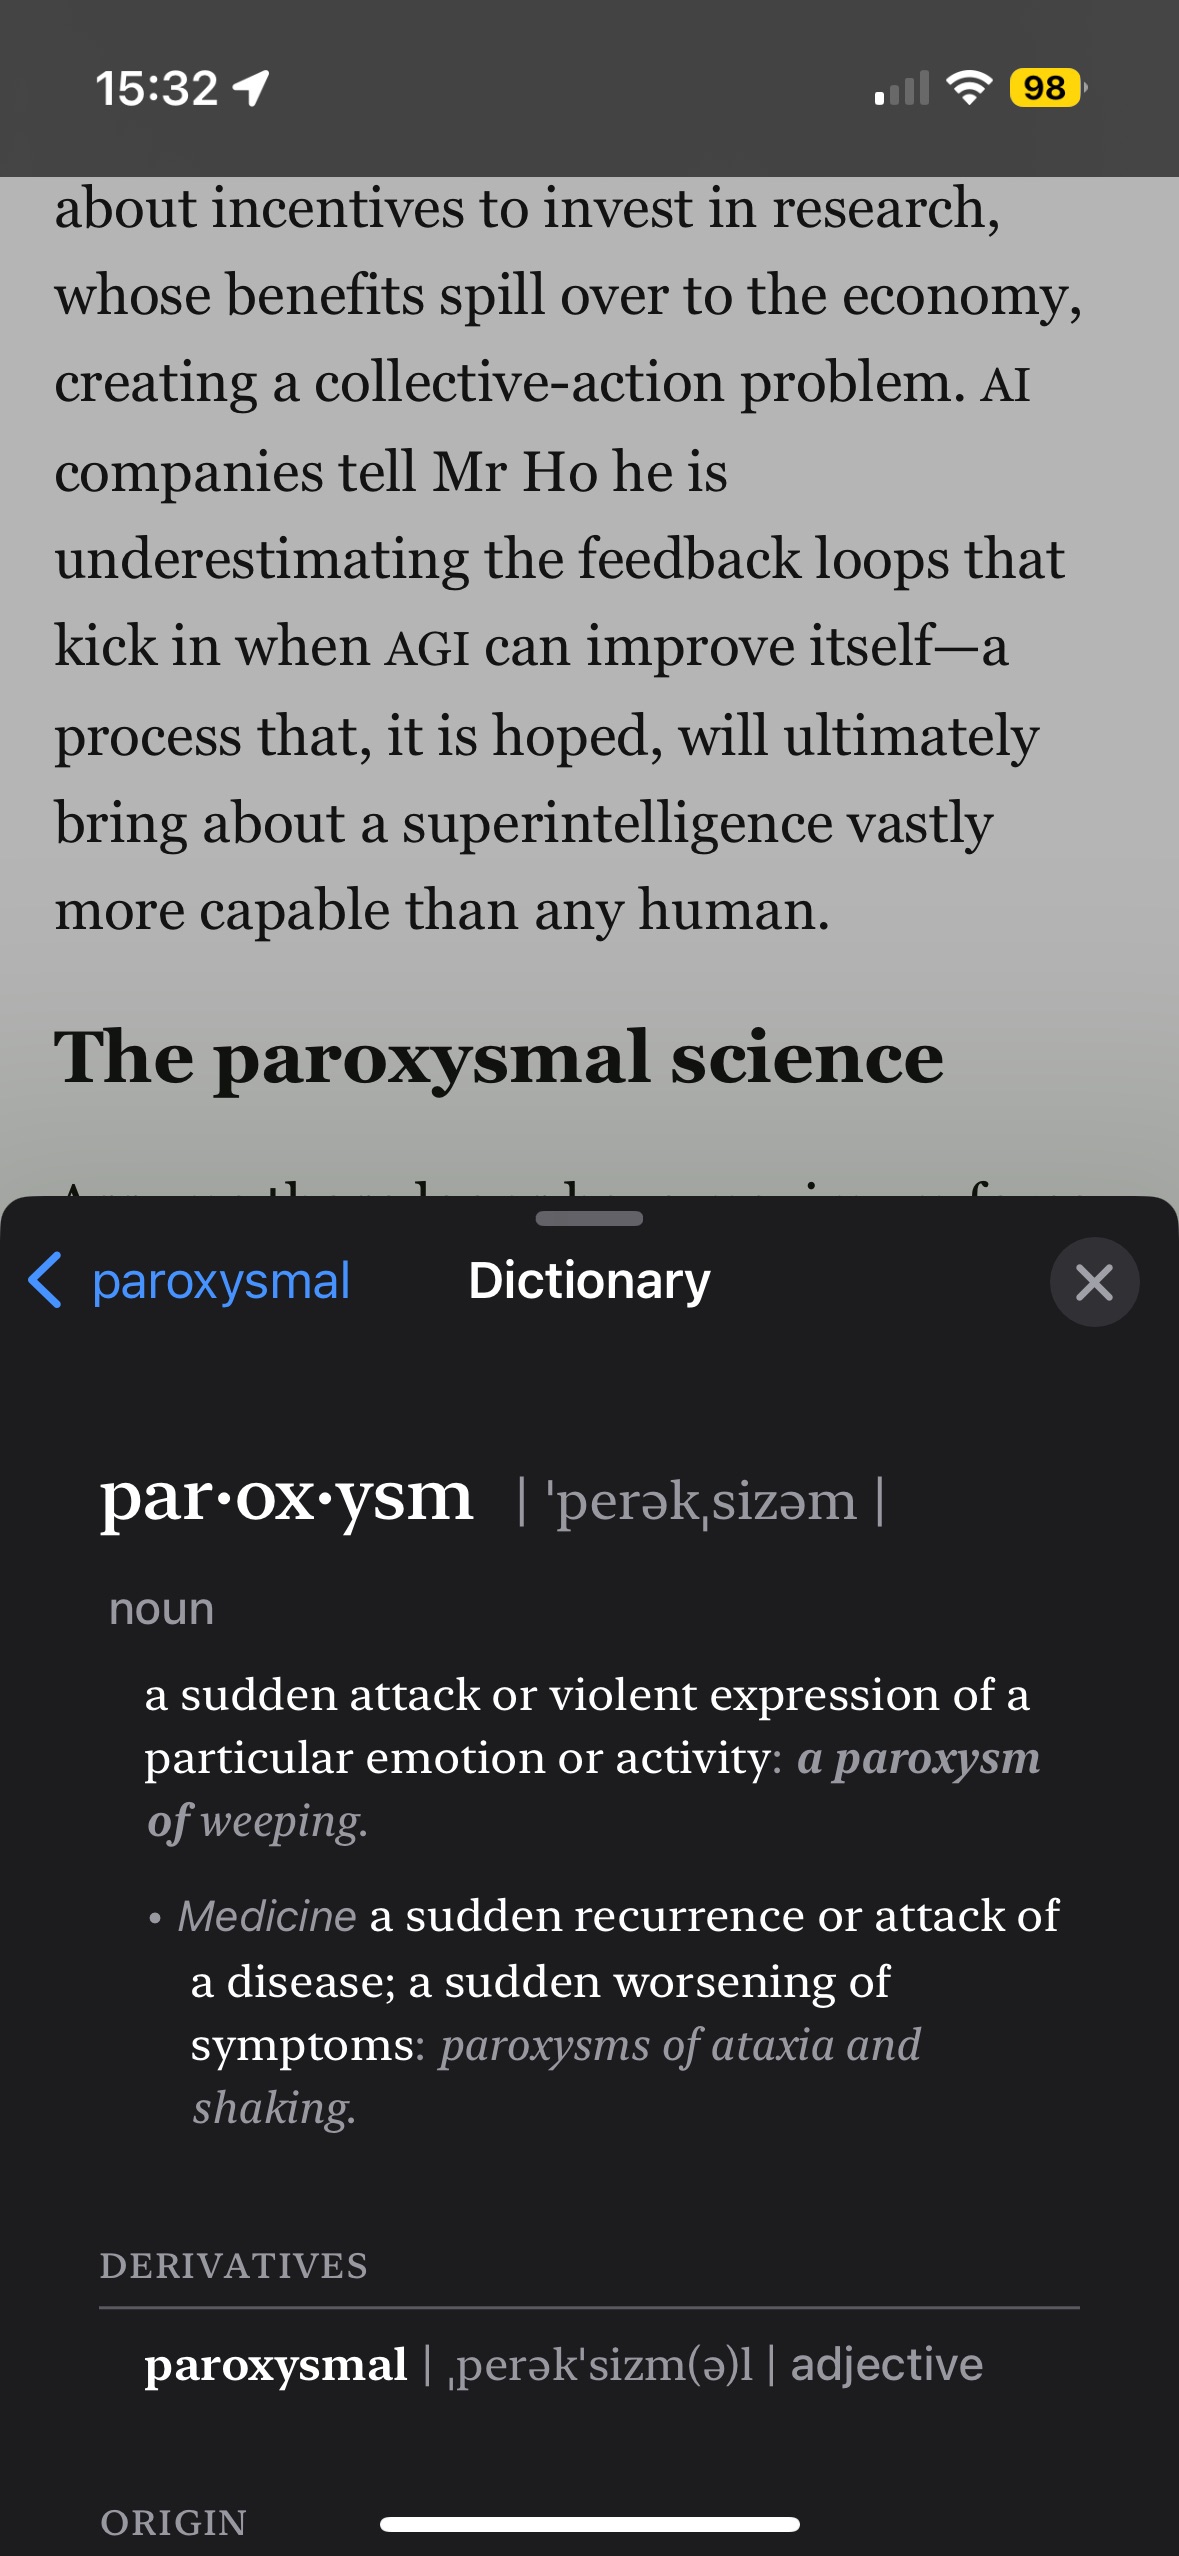 15:32
98
about incentives to invest in research,
whose benefits spill over to the economy,
creating a collective-action problem. AI
companies tell Mr Ho he is
underestimating the feedback loops that
kick in when AGI can improve itself—a
process that, it is hoped, will ultimately
bring about a superintelligence vastly
more capable than any human.
The paroxysmal science
paroxysmal
Dictionary
par·ox·ysm | ˈperəkˌsizəm |
noun
a sudden attack or violent expression of a
particular emotion or activity: a paroxysm
of weeping.
• Medicine a sudden recurrence or attack of
a disease; a sudden worsening of
symptoms: paroxysms of ataxia and
shaking.
DERIVATIVES
paroxysmal | ˌperəkˈsizm(ə)l | adjective
ORIGIN